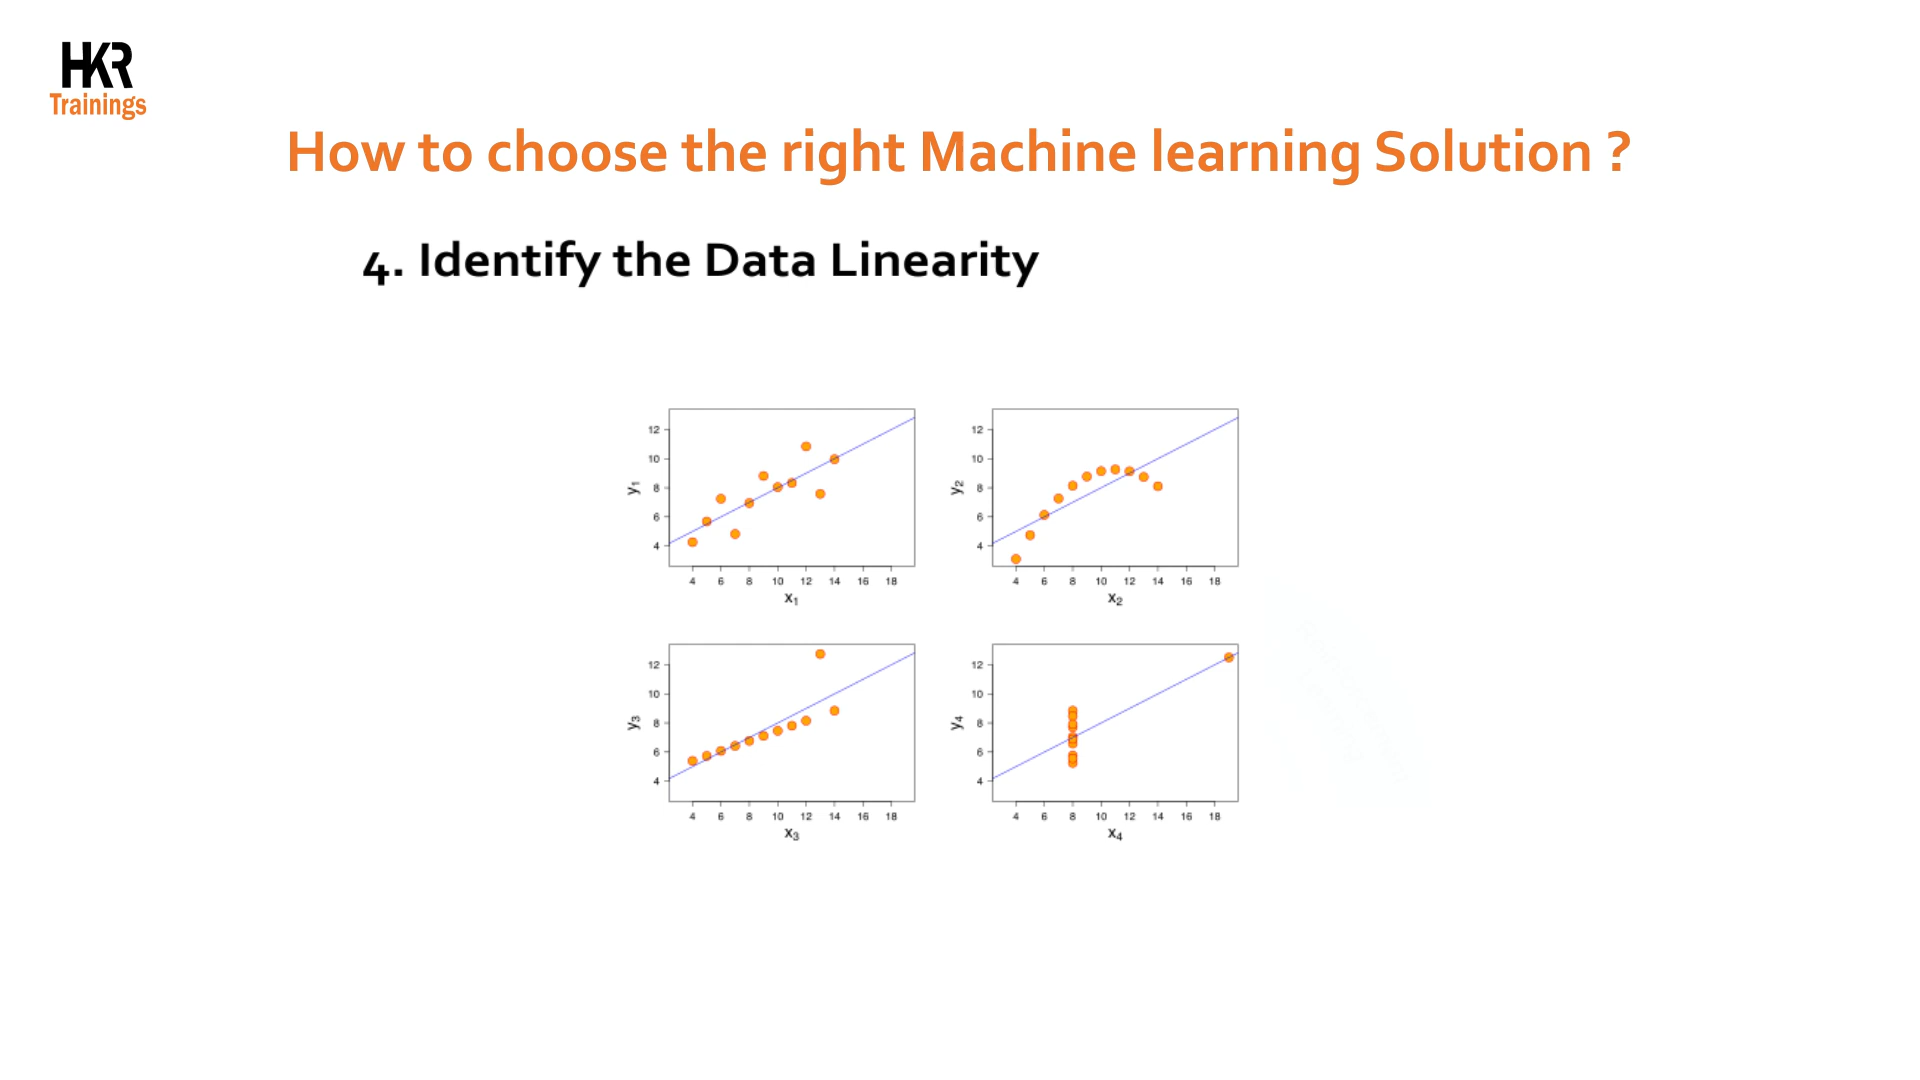 HKR
Trainings
How to choose the right Machine learning Solution ?
4. Identify the Data Linearity
12
10
8
6
4
y1
4 6 8 10 12 14 16 18
x1
12
10
8
6
4
y2
4 6 8 10 12 14 16 18
x2
12
10
8
6
4
y3
4 6 8 10 12 14 16 18
x3
12
10
8
6
4
y4
4 6 8 10 12 14 16 18
x4